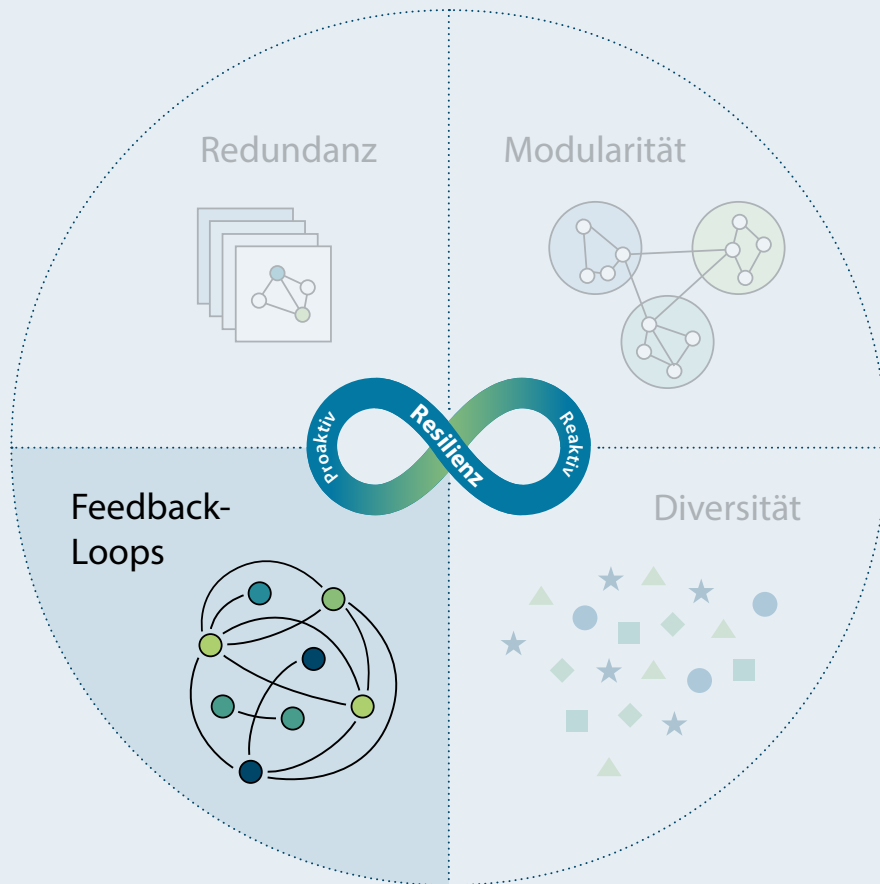 Redundanz
Modularität
Proaktiv
Resilienz
Reaktiv
Feedback-
Loops
Diversität